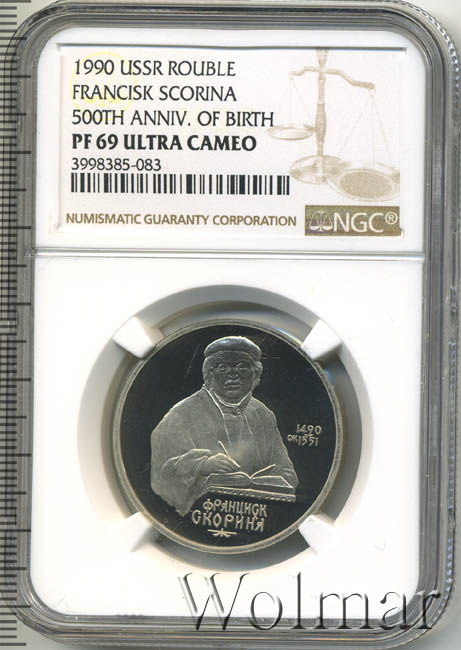 1990 USSR ROUBLE
FRANCISK SCORINA
500TH ANNIV. OF BIRTH
PF 69 ULTRA CAMEO
3998385-083
NUMISMATIC GUARANTY CORPORATION
NGC®
1490
ОК1551
ФРАНЦИСК
СКОРИНА
Wolmar